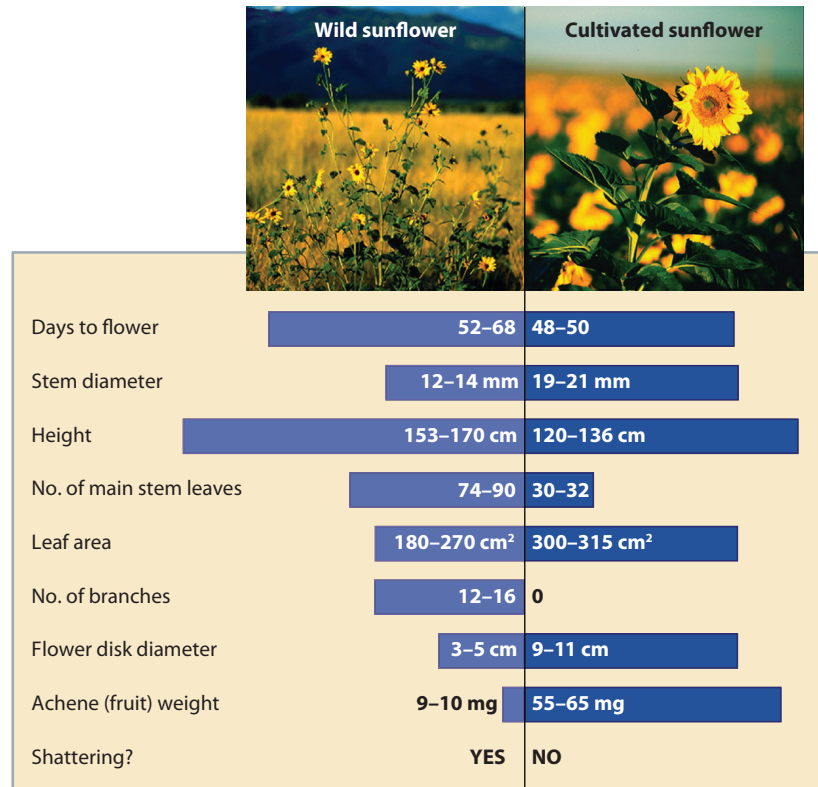 Wild sunflower Cultivated sunflower
Days to flower 52–68 48–50
Stem diameter 12–14 mm 19–21 mm
Height 153–170 cm 120–136 cm
No. of main stem leaves 74–90 30–32
Leaf area 180–270 cm² 300–315 cm²
No. of branches 12–16 0
Flower disk diameter 3–5 cm 9–11 cm
Achene (fruit) weight 9–10 mg 55–65 mg
Shattering? YES NO